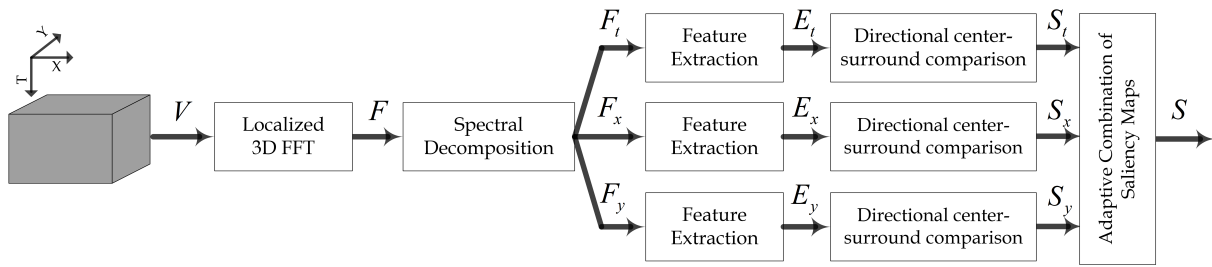 Y
X
T
V
Localized
3D FFT
F
Spectral
Decomposition
F_t
Feature
Extraction
E_t
Directional center-
surround comparison
S_t
F_x
Feature
Extraction
E_x
Directional center-
surround comparison
S_x
F_y
Feature
Extraction
E_y
Directional center-
surround comparison
S_y
Adaptive Combination of
Saliency Maps
S